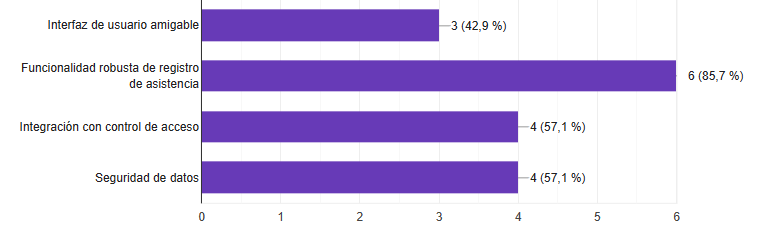 Interfaz de usuario amigable
3 (42,9 %)
Funcionalidad robusta de registro
de asistencia
6 (85,7 %)
Integración con control de acceso
4 (57,1 %)
Seguridad de datos
4 (57,1 %)
0 1 2 3 4 5 6